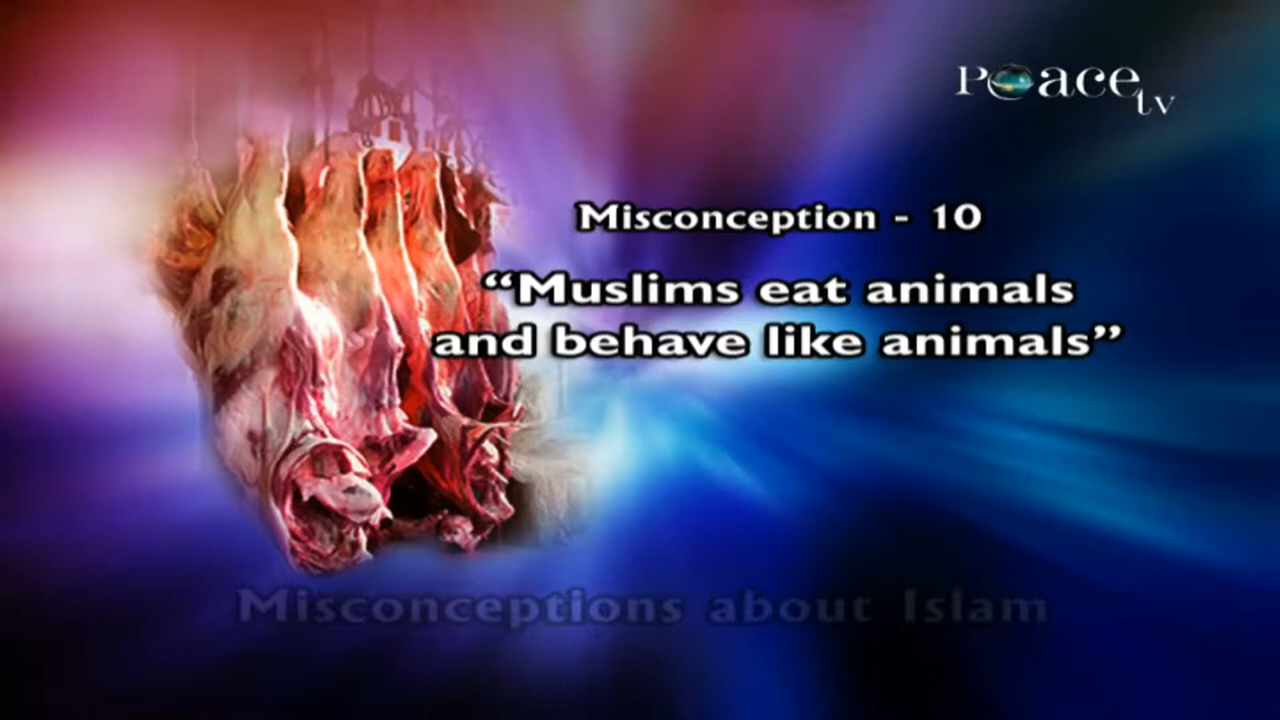 Peace tv
Misconception - 10
“Muslims eat animals
and behave like animals”
Misconceptions about Islam